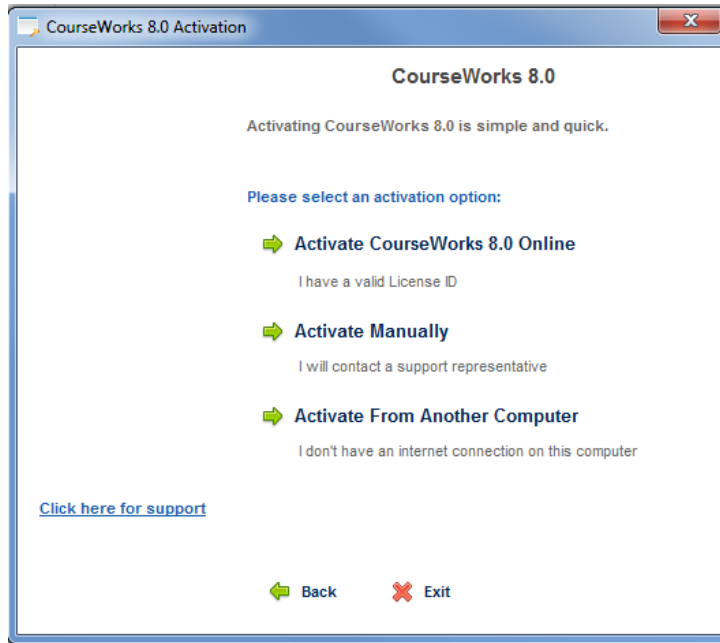 CourseWorks 8.0 Activation
CourseWorks 8.0
Activating CourseWorks 8.0 is simple and quick.
Please select an activation option:
Activate CourseWorks 8.0 Online
I have a valid License ID
Activate Manually
I will contact a support representative
Activate From Another Computer
I don't have an internet connection on this computer
Click here for support
Back Exit